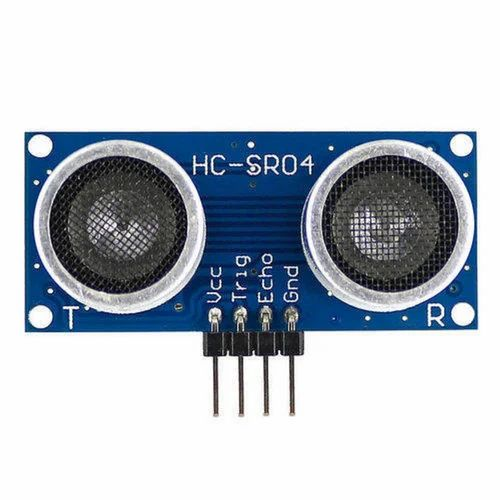 HC-SR04
Vcc
Trig
Echo
Gnd
T
R